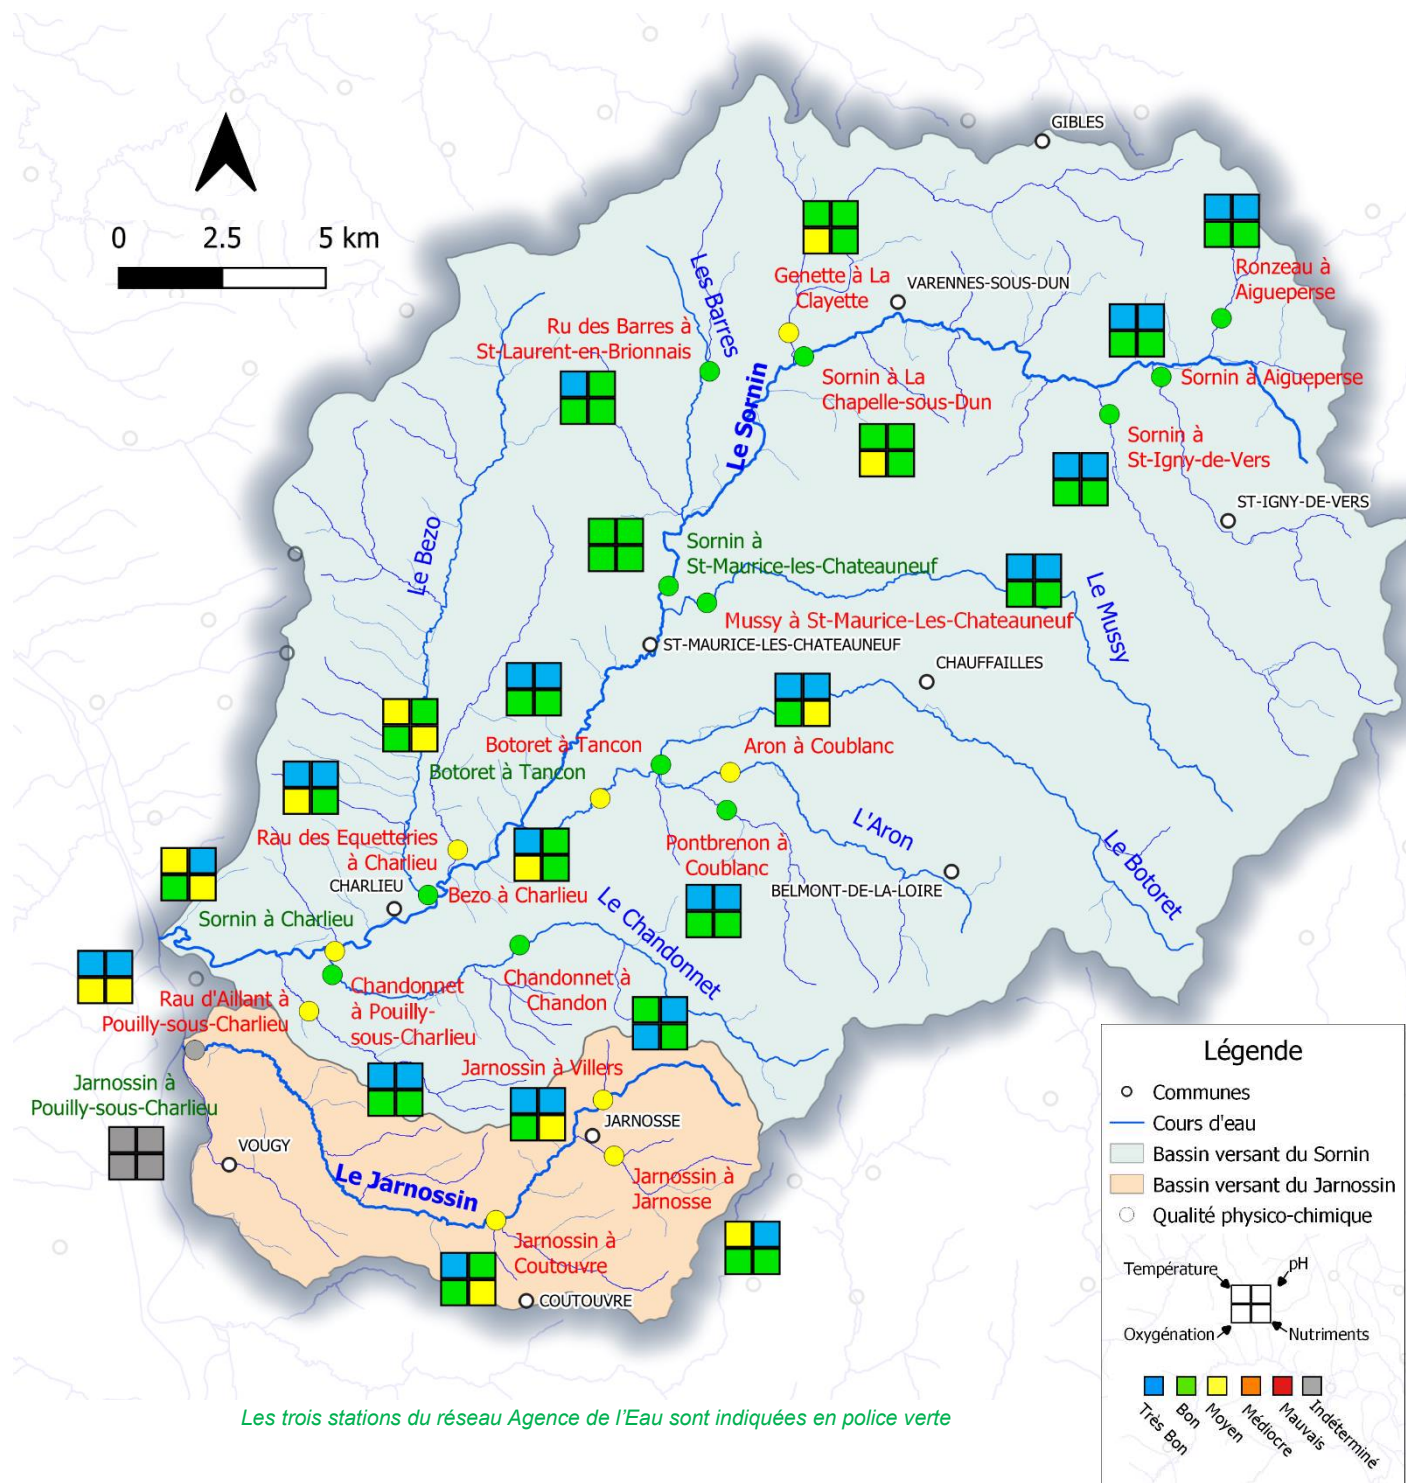 GIBLES
0 2.5 5 km
Ronzeau à
Aigueperse
Les Barres
Genette à La
Clayette
VARENNES-SOUS-DUN
Ru des Barres à
St-Laurent-en-Brionnais
Sornin à Aigueperse
Sornin à La
Chapelle-sous-Dun
Le Sornin
Sornin à
St-Igny-de-Vers
ST-IGNY-DE-VERS
Le Bezo
Sornin à
St-Maurice-les-Chateauneuf
Mussy à St-Maurice-Les-Chateauneuf
Le Mussy
ST-MAURICE-LES-CHATEAUNEUF
CHAUFFAILLES
Botoret à Tancon
Aron à Coublanc
Botoret à Tancon
Rau des Equetteries
à Charlieu
L'Aron
Pontbrenon à
Coublanc
Le Botoret
BELMONT-DE-LA-LOIRE
CHARLIEU
Bezo à Charlieu
Sornin à Charlieu
Le Chandonnet
Chandonnet à
Chandon
Chandonnet
à Pouilly-
sous-Charlieu
Rau d'Aillant à
Pouilly-sous-Charlieu
Jarnossin à Villers
Jarnossin à
Pouilly-sous-Charlieu
JARNOSSE
VOUGY
Le Jarnossin
Jarnossin à
Jarnosse
Jarnossin à
Coutouvre
COUTOUVRE
Légende
Communes
Cours d'eau
Bassin versant du Sornin
Bassin versant du Jarnossin
Qualité physico-chimique
Température pH
Oxygénation Nutriments
Très Bon Bon Moyen Médiocre Mauvais Indéterminé
Les trois stations du réseau Agence de l'Eau sont indiquées en police verte